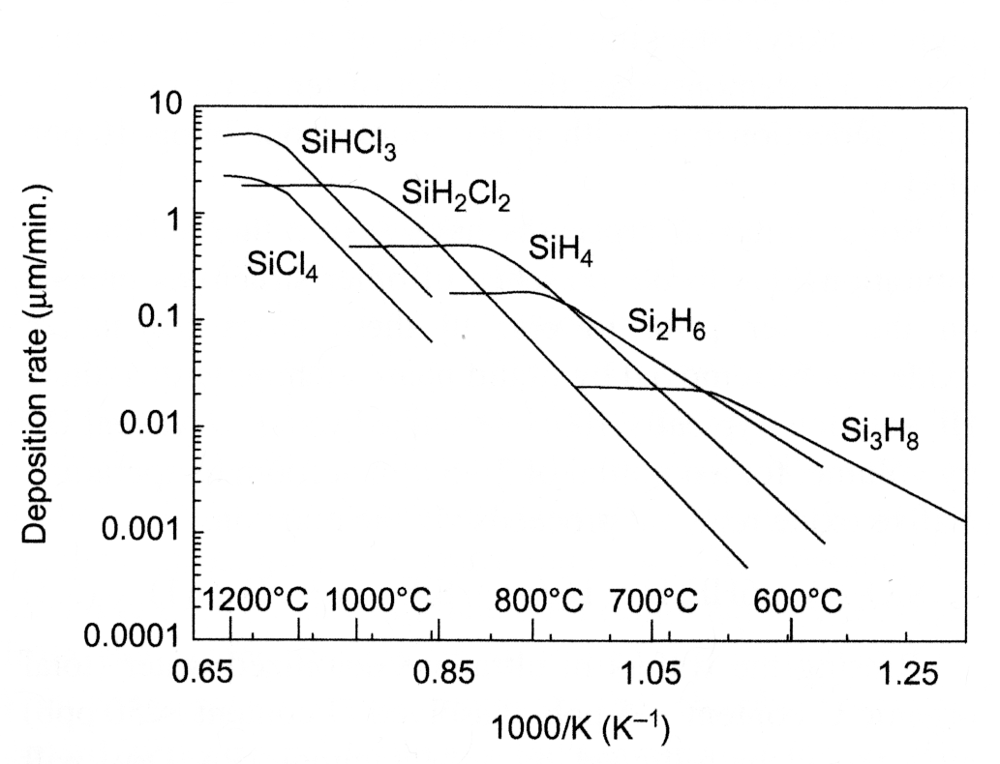 10
SiHCl₃
SiH₂Cl₂
1
SiH₄
SiCl₄
0.1
Si₂H₆
0.01
Si₃H₈
0.001
1200°C 1000°C 800°C 700°C 600°C
0.0001
0.65 0.85 1.05 1.25
1000/K (K⁻¹)
Deposition rate (μm/min.)